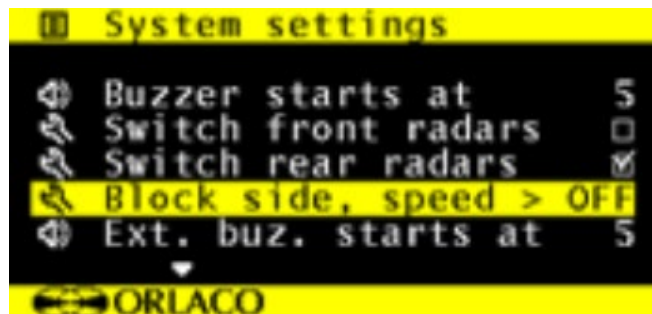 System settings
Buzzer starts at 5
Switch front radars
Switch rear radars
Block side, speed > OFF
Ext. buz. starts at 5
ORLACO